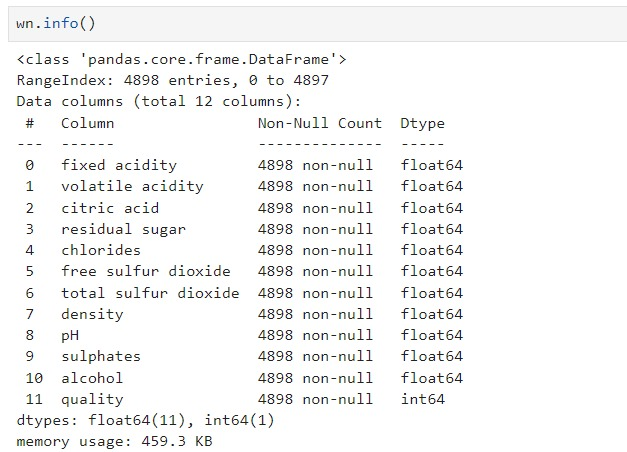 wn.info()
<class 'pandas.core.frame.DataFrame'>
RangeIndex: 4898 entries, 0 to 4897
Data columns (total 12 columns):
 #   Column                Non-Null Count  Dtype
---  ------                --------------  -----
 0   fixed acidity         4898 non-null   float64
 1   volatile acidity      4898 non-null   float64
 2   citric acid           4898 non-null   float64
 3   residual sugar        4898 non-null   float64
 4   chlorides             4898 non-null   float64
 5   free sulfur dioxide   4898 non-null   float64
 6   total sulfur dioxide  4898 non-null   float64
 7   density               4898 non-null   float64
 8   pH                    4898 non-null   float64
 9   sulphates             4898 non-null   float64
 10  alcohol               4898 non-null   float64
 11  quality               4898 non-null   int64
dtypes: float64(11), int64(1)
memory usage: 459.3 KB